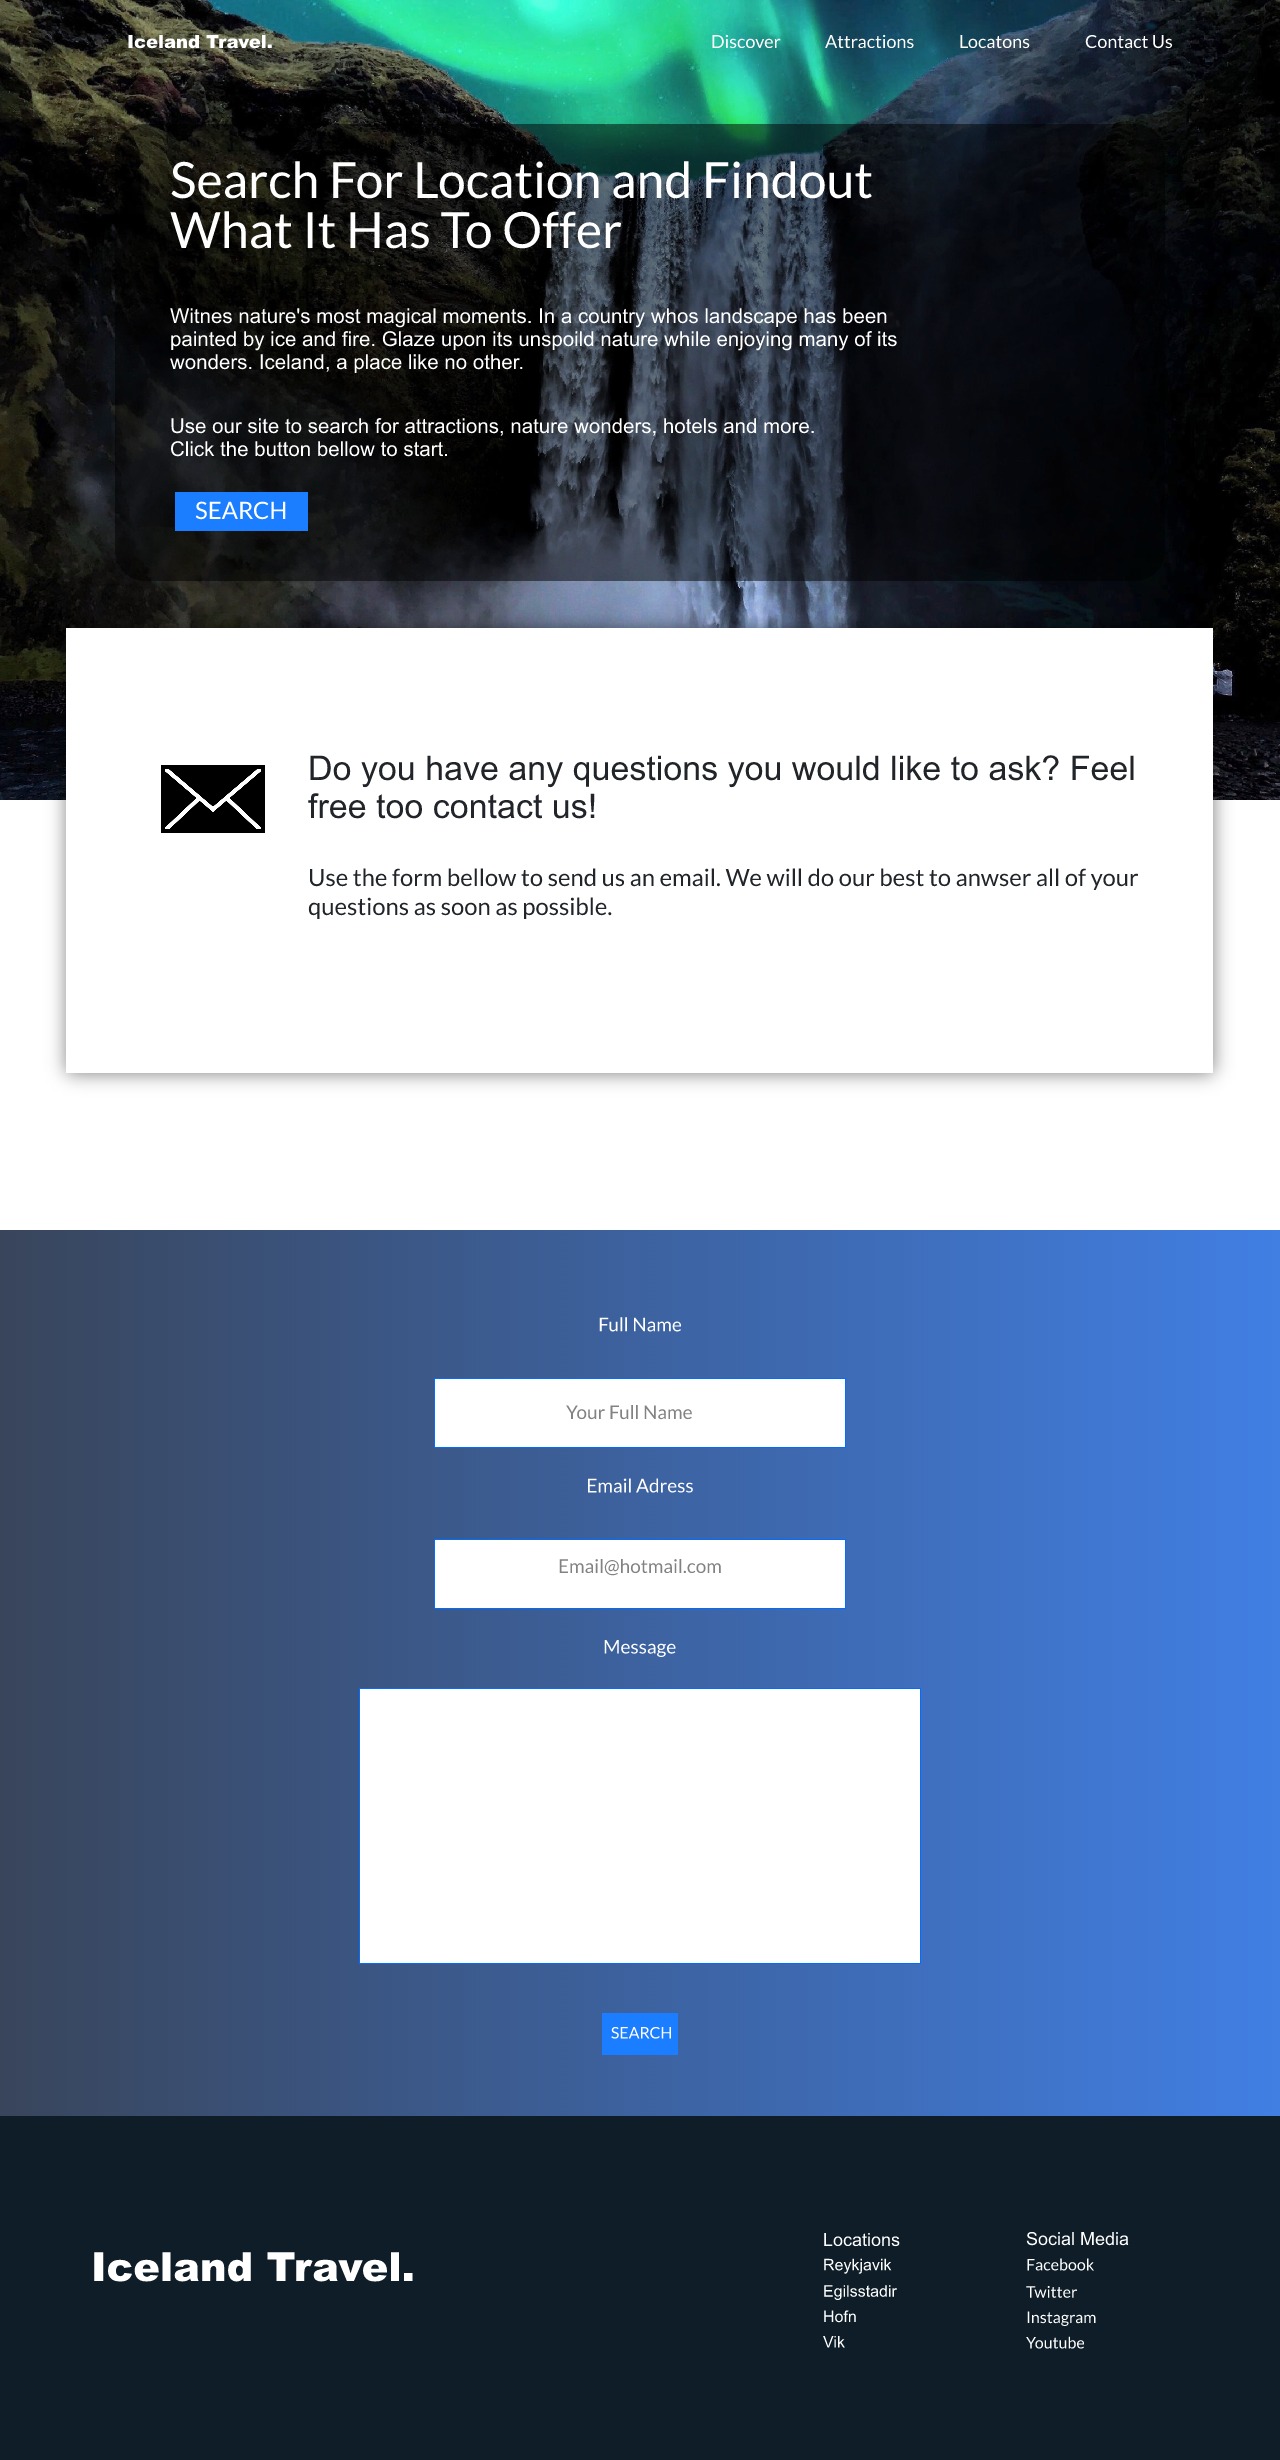 Iceland Travel.
Discover Attractions Locatons Contact Us
Search For Location and Findout
What It Has To Offer
Witnes nature's most magical moments. In a country whos landscape has been
painted by ice and fire. Glaze upon its unspoild nature while enjoying many of its
wonders. Iceland, a place like no other.
Use our site to search for attractions, nature wonders, hotels and more.
Click the button bellow to start.
SEARCH
Do you have any questions you would like to ask? Feel
free too contact us!
Use the form bellow to send us an email. We will do our best to anwser all of your
questions as soon as possible.
Full Name
Your Full Name
Email Adress
Email@hotmail.com
Message
SEARCH
Iceland Travel.
Locations
Reykjavik
Egilsstadir
Hofn
Vik
Social Media
Facebook
Twitter
Instagram
Youtube